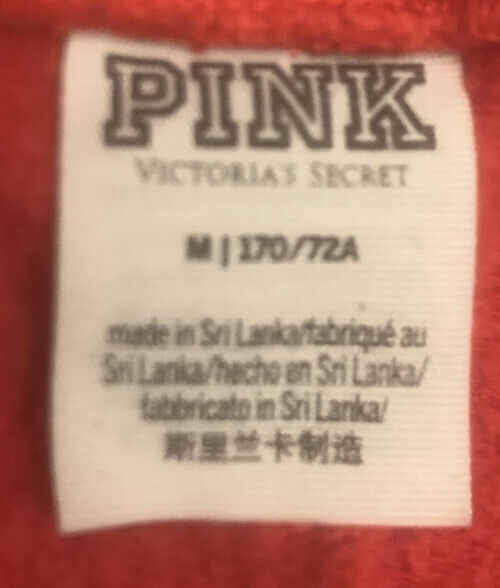 PINK
VICTORIA'S SECRET
M | 170/72A
made in Sri Lanka/fabriqué au
Sri Lanka/hecho en Sri Lanka/
fabbricato in Sri Lanka/
斯里兰卡制造